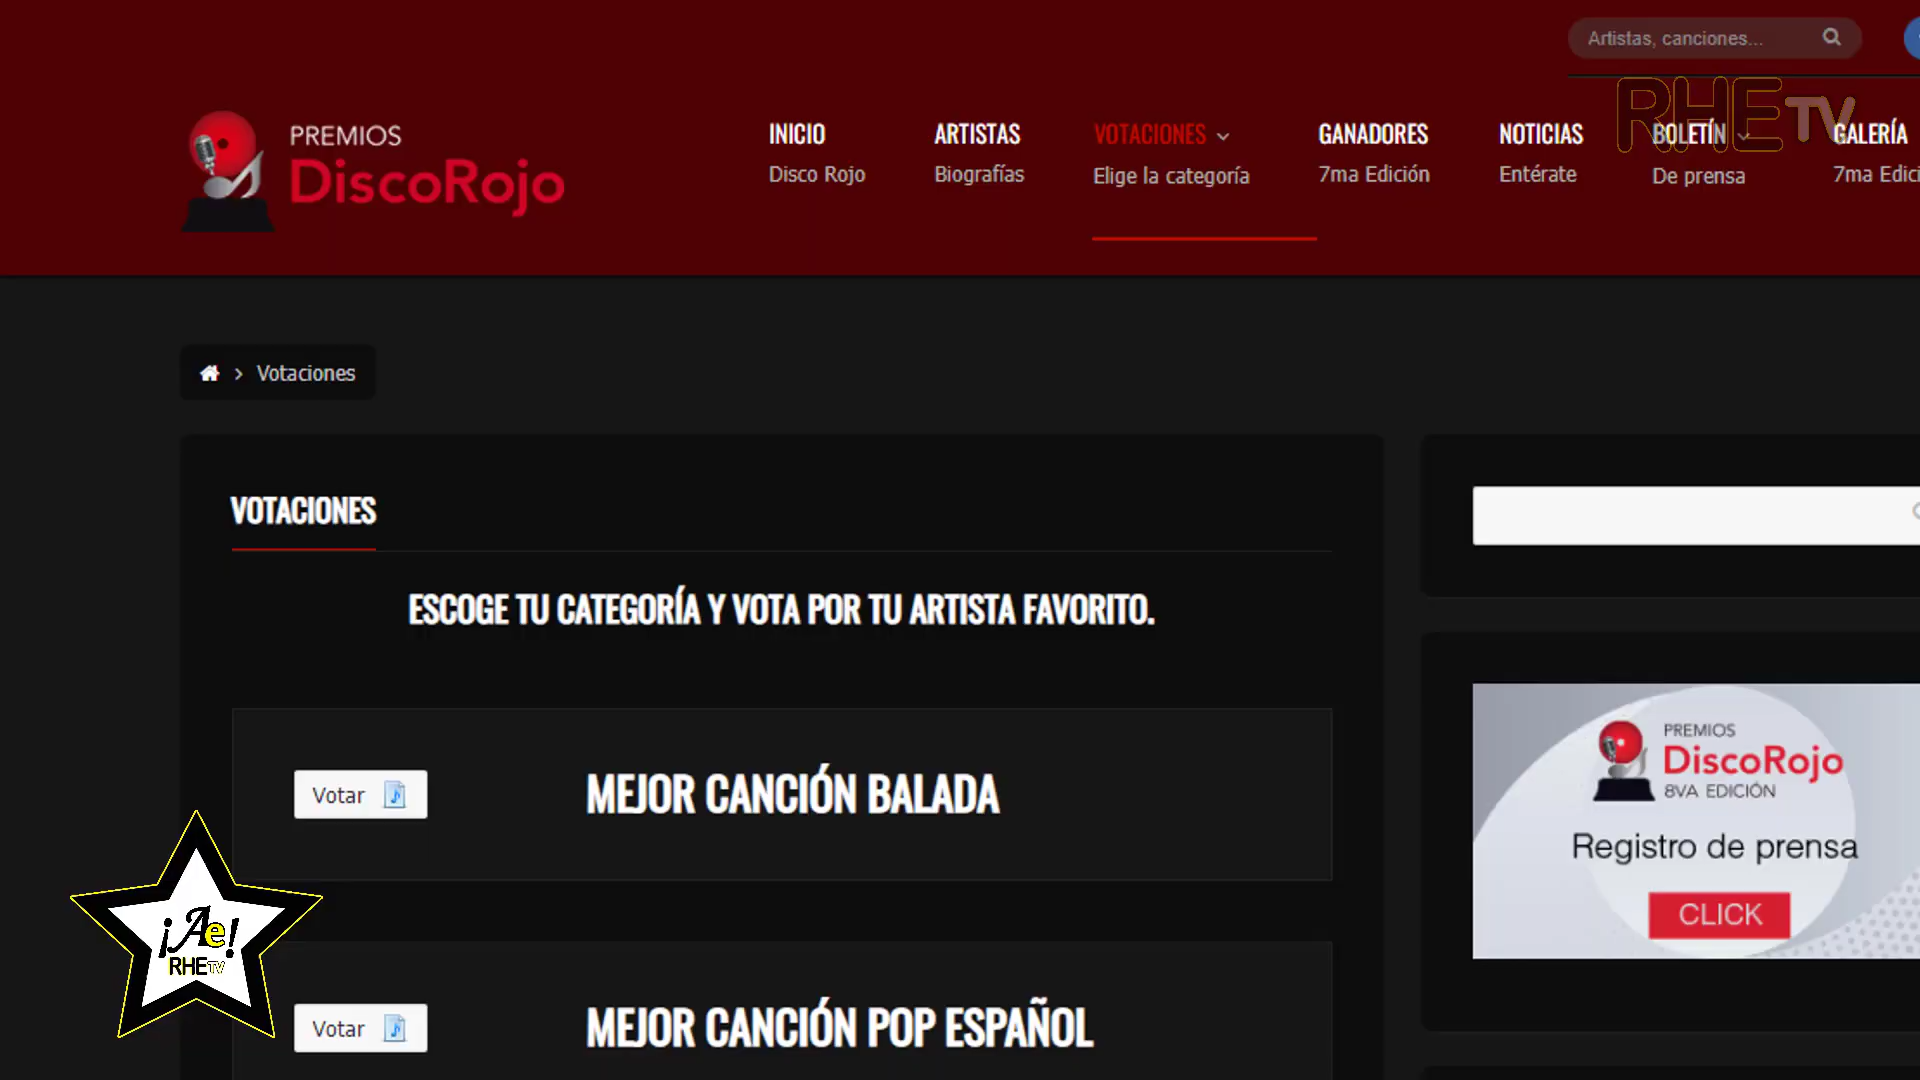 Artistas, canciones...
RHETV
PREMIOS
DiscoRojo
INICIO
Disco Rojo
ARTISTAS
Biografías
VOTACIONES
Elige la categoría
GANADORES
7ma Edición
NOTICIAS
Entérate
BOLETÍN
De prensa
GALERÍA
7ma Edici
Votaciones
VOTACIONES
ESCOGE TU CATEGORÍA Y VOTA POR TU ARTISTA FAVORITO.
Votar
MEJOR CANCIÓN BALADA
Votar
MEJOR CANCIÓN POP ESPAÑOL
PREMIOS
DiscoRojo
8VA EDICIÓN
Registro de prensa
CLICK
¡Ae!
RHETV